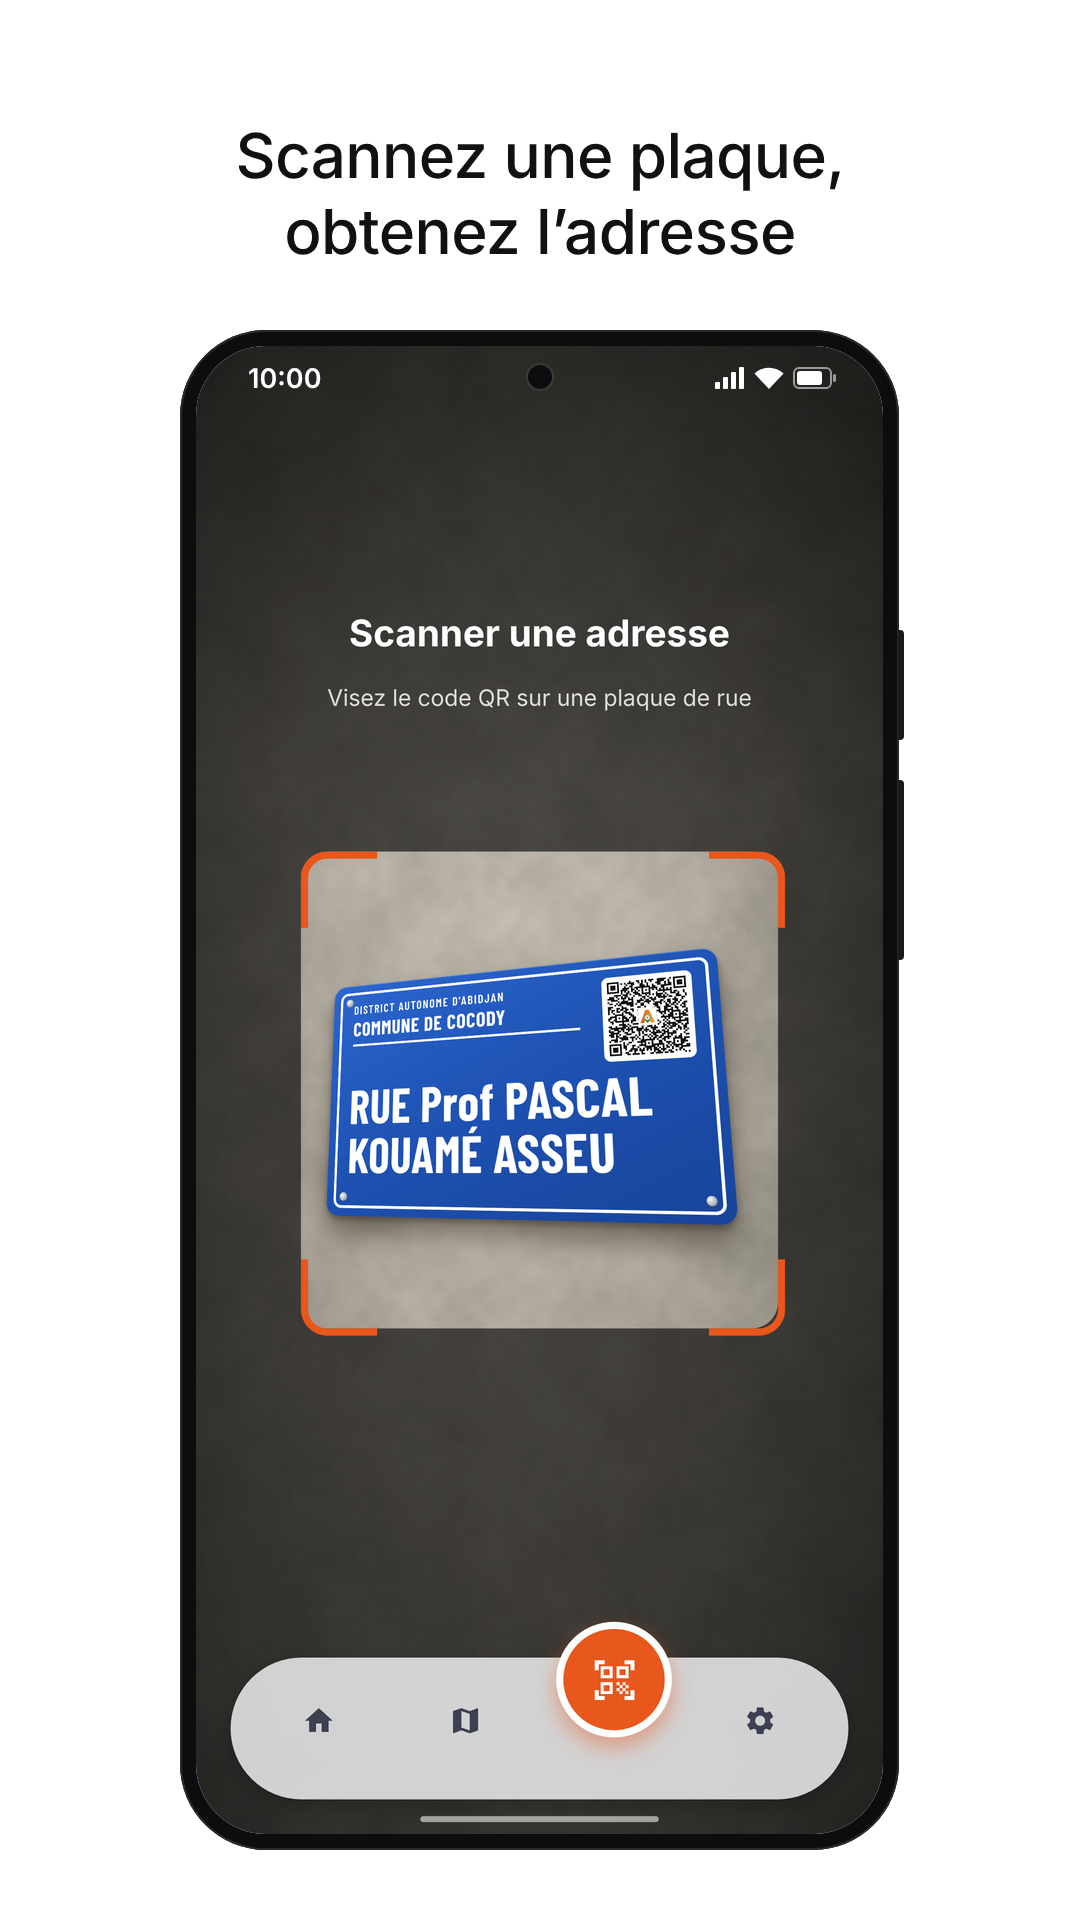 Scannez une plaque,
obtenez l’adresse
10:00
Scanner une adresse
Visez le code QR sur une plaque de rue
DISTRICT AUTONOME D'ABIDJAN
COMMUNE DE COCODY
RUE Prof PASCAL
KOUAMÉ ASSEU